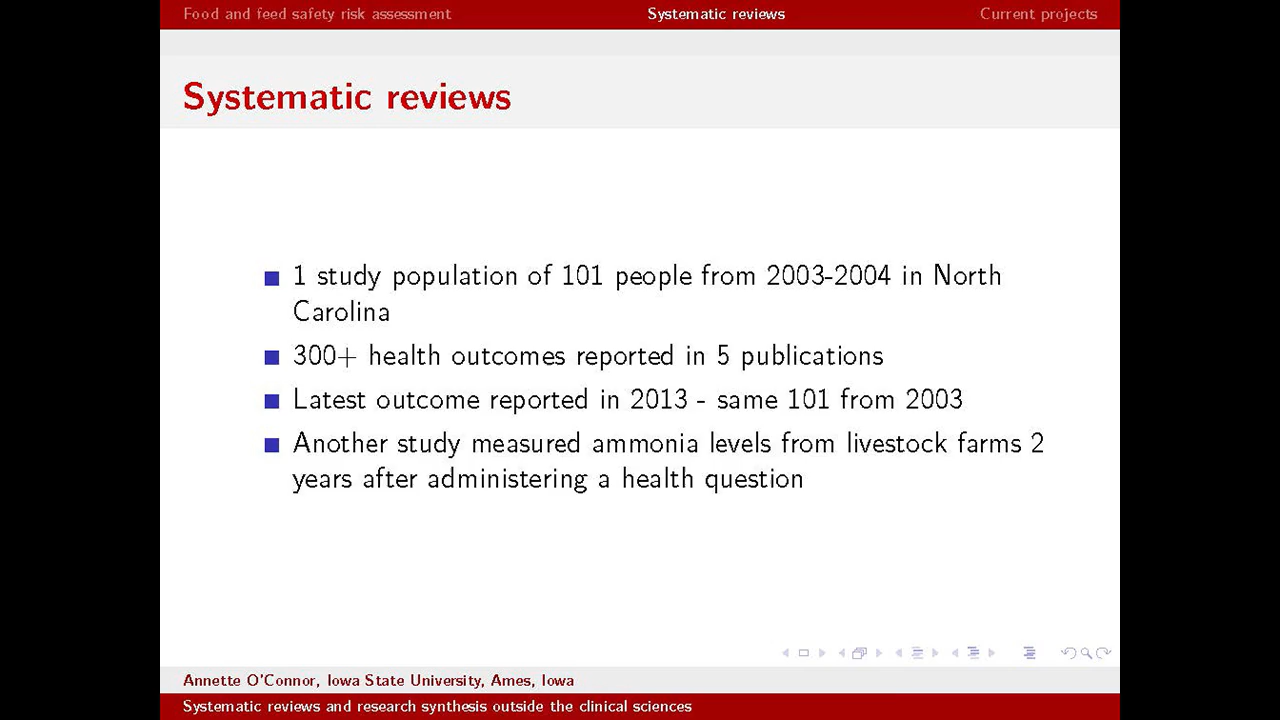 Food and feed safety risk assessment Systematic reviews Current projects
Systematic reviews
1 study population of 101 people from 2003-2004 in North
Carolina
300+ health outcomes reported in 5 publications
Latest outcome reported in 2013 - same 101 from 2003
Another study measured ammonia levels from livestock farms 2
years after administering a health question
Annette O'Connor, Iowa State University, Ames, Iowa
Systematic reviews and research synthesis outside the clinical sciences